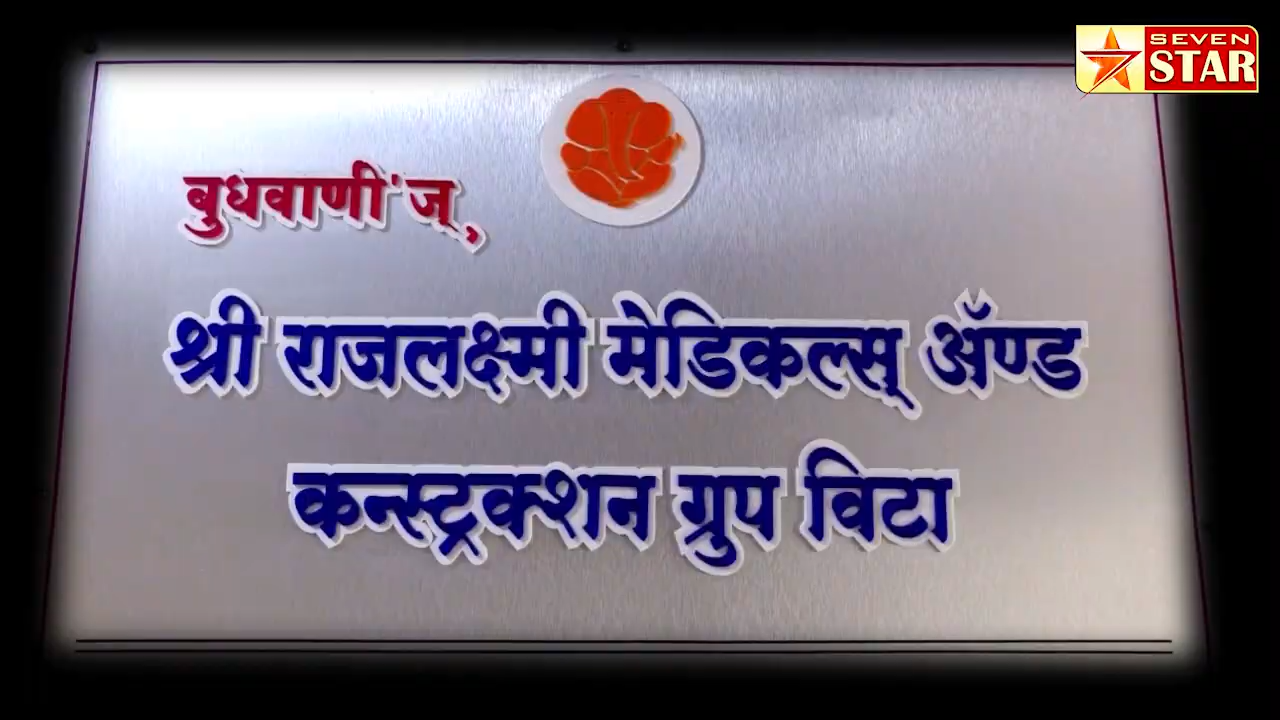 SEVEN
STAR
बुधवाणी'ज्,
श्री राजलक्ष्मी मेडिकल्स् ॲण्ड
कन्स्ट्रक्शन ग्रुप विटा